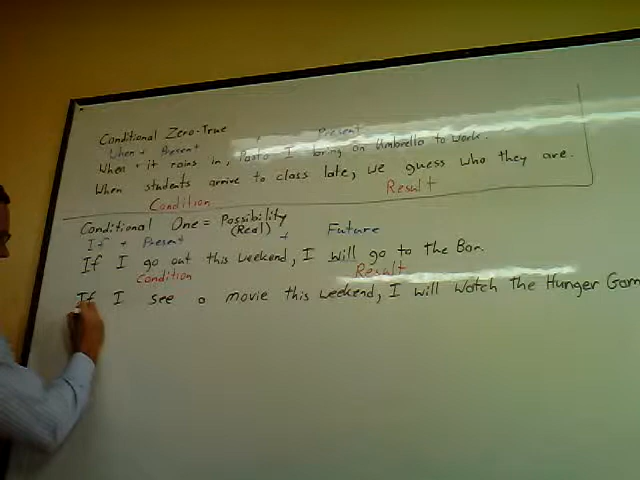 Conditional Zero-True , Present
When + Present
When it rains in Pasto, I bring an Umbrella to work.
When students arrive to class late, we guess who they are.
Condition Result
Conditional One = Possibility
(Real)
If + Present + Future
If I go out this weekend, I will go to the Bar.
Condition Result
If I see a movie this weekend, I will watch the Hunger Gam